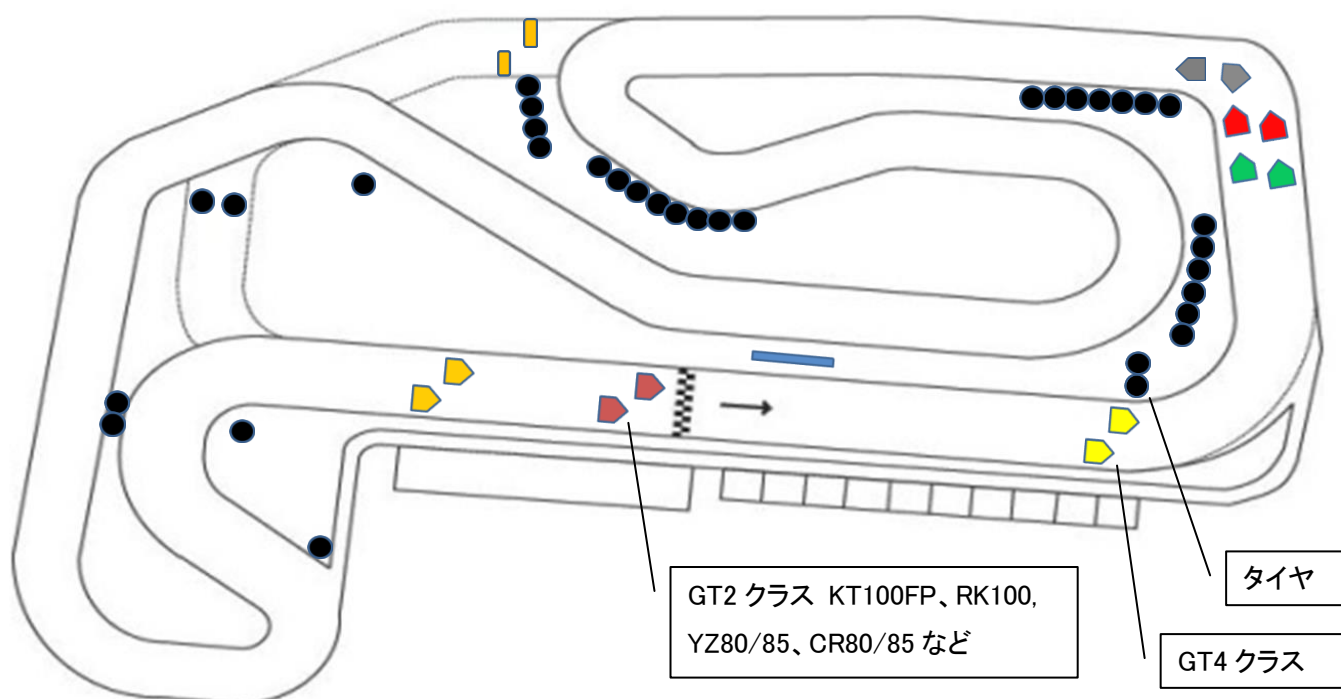 GT2 クラス KT100FP、RK100,
YZ80/85、CR80/85 など
タイヤ
GT4 クラス